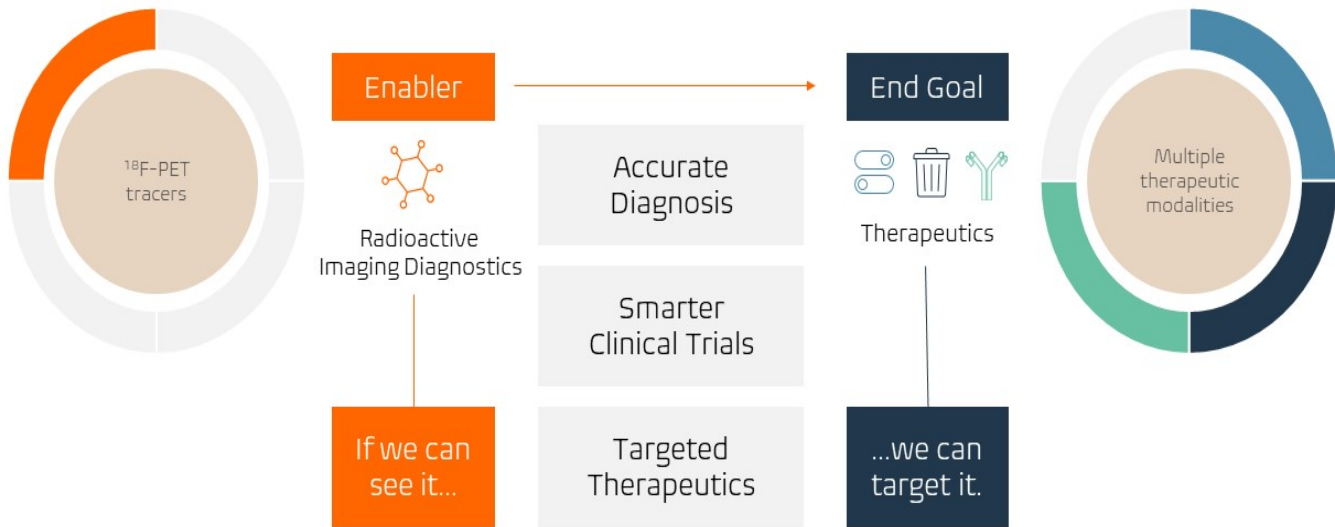 ¹⁸F-PET
tracers
Enabler
Radioactive
Imaging Diagnostics
If we can
see it...
Accurate
Diagnosis
Smarter
Clinical Trials
Targeted
Therapeutics
End Goal
Therapeutics
...we can
target it.
Multiple
therapeutic
modalities